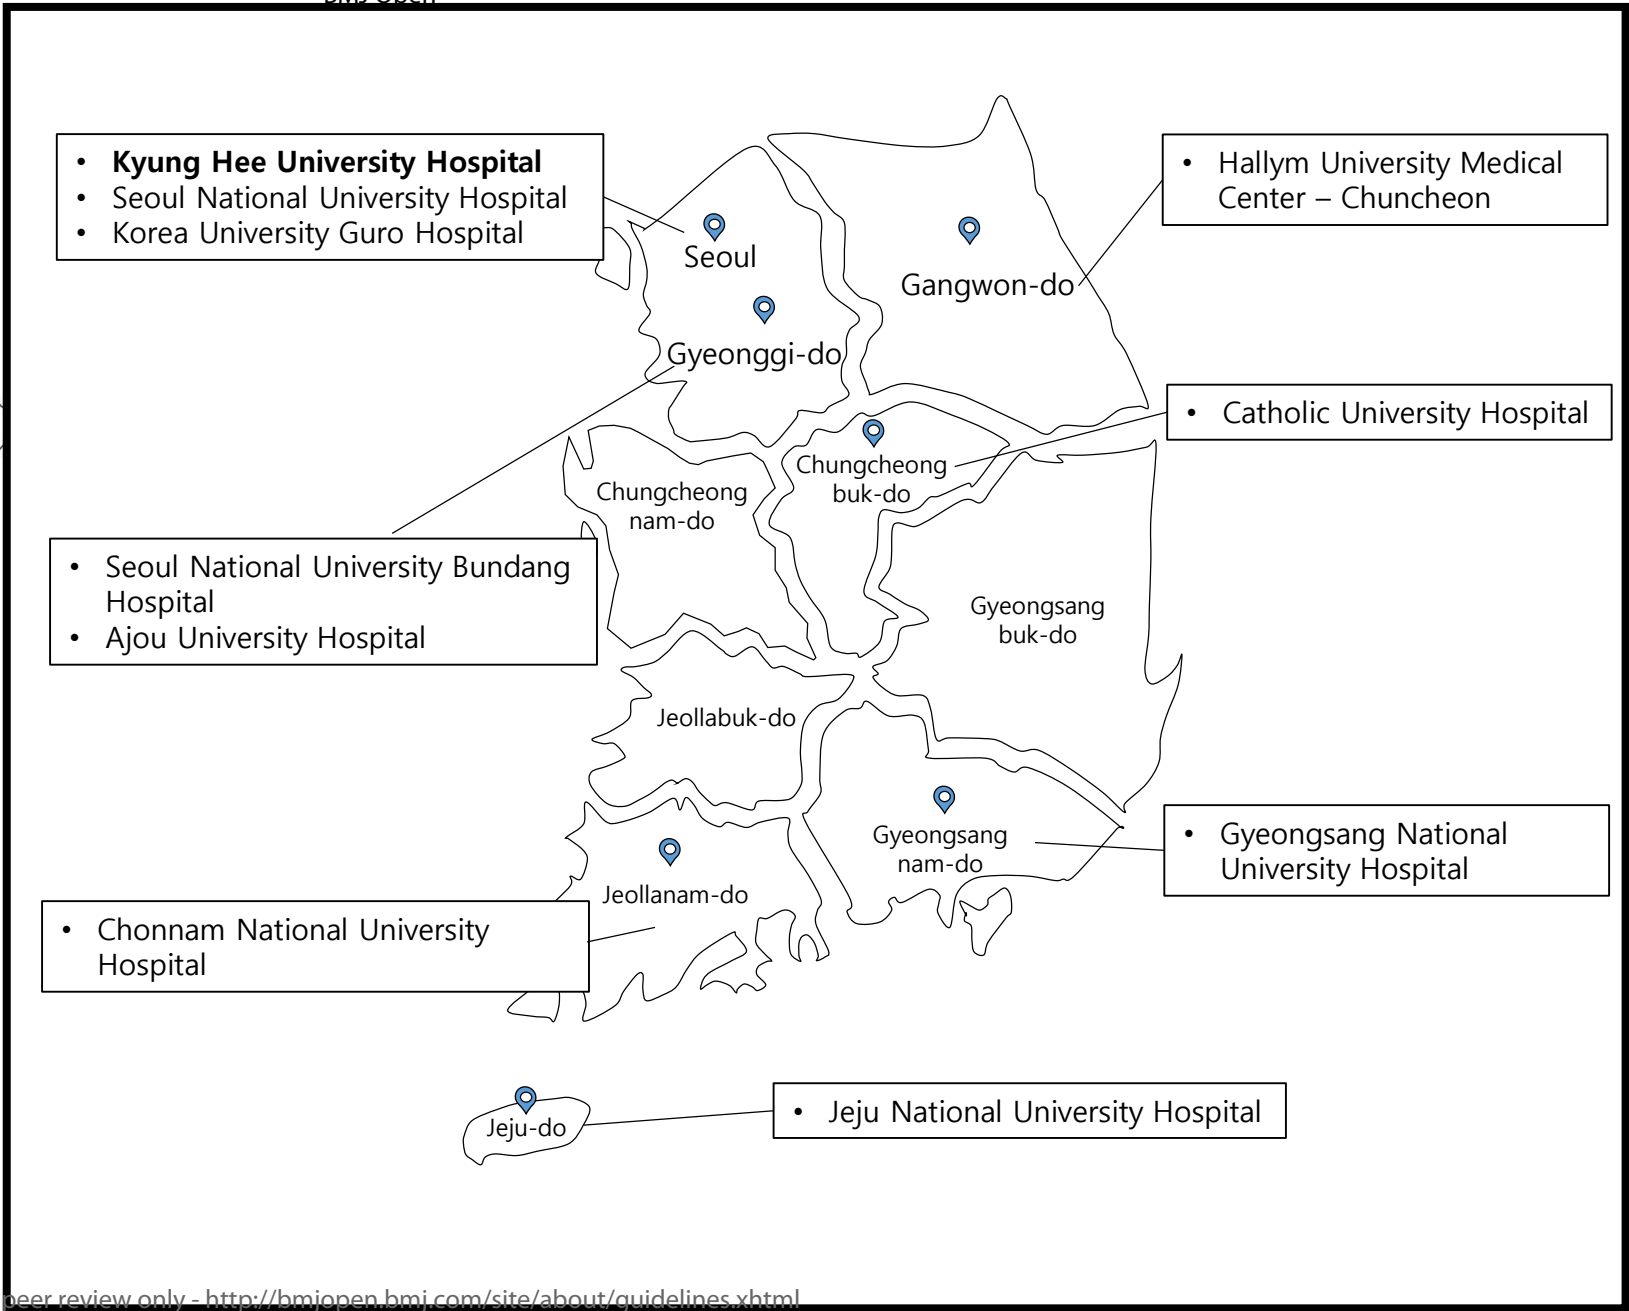 BMJ Open
• Kyung Hee University Hospital
• Seoul National University Hospital
• Korea University Guro Hospital
• Hallym University Medical
Center – Chuncheon
Seoul
Gangwon-do
Gyeonggi-do
• Catholic University Hospital
Chungcheong
buk-do
Chungcheong
nam-do
• Seoul National University Bundang
Hospital
• Ajou University Hospital
Gyeongsang
buk-do
Jeollabuk-do
Gyeongsang
nam-do
• Gyeongsang National
University Hospital
Jeollanam-do
• Chonnam National University
Hospital
Jeju-do
• Jeju National University Hospital
peer review only - http://bmjopen.bmj.com/site/about/guidelines.xhtml